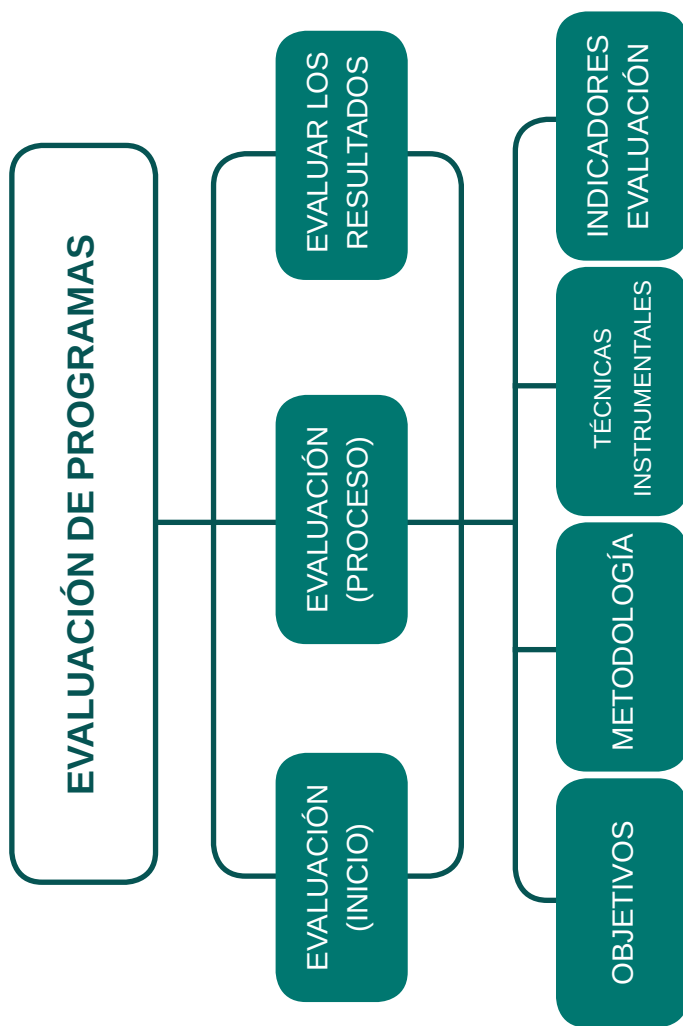 EVALUACIÓN DE PROGRAMAS
EVALUACIÓN
(INICIO)
EVALUACIÓN
(PROCESO)
EVALUAR LOS
RESULTADOS
OBJETIVOS
METODOLOGÍA
TÉCNICAS
INSTRUMENTALES
INDICADORES
EVALUACIÓN